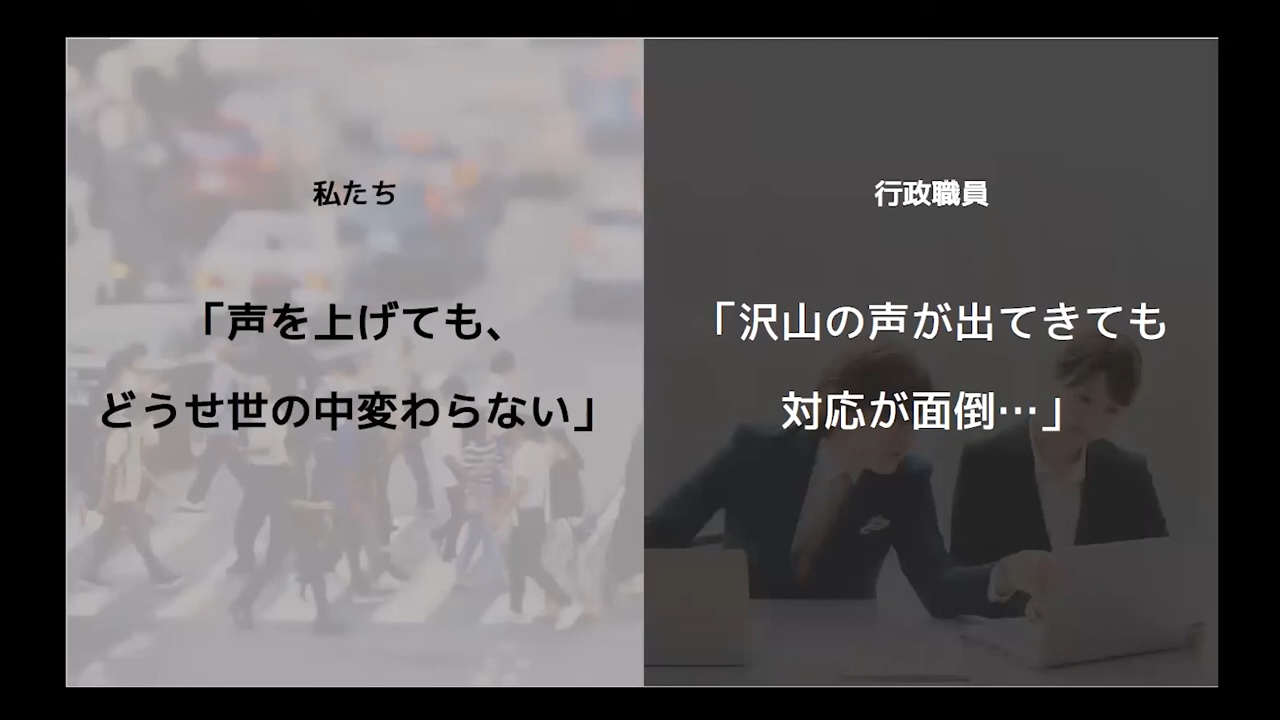 私たち
「声を上げても、
どうせ世の中変わらない」
行政職員
「沢山の声が出てきても
対応が面倒…」